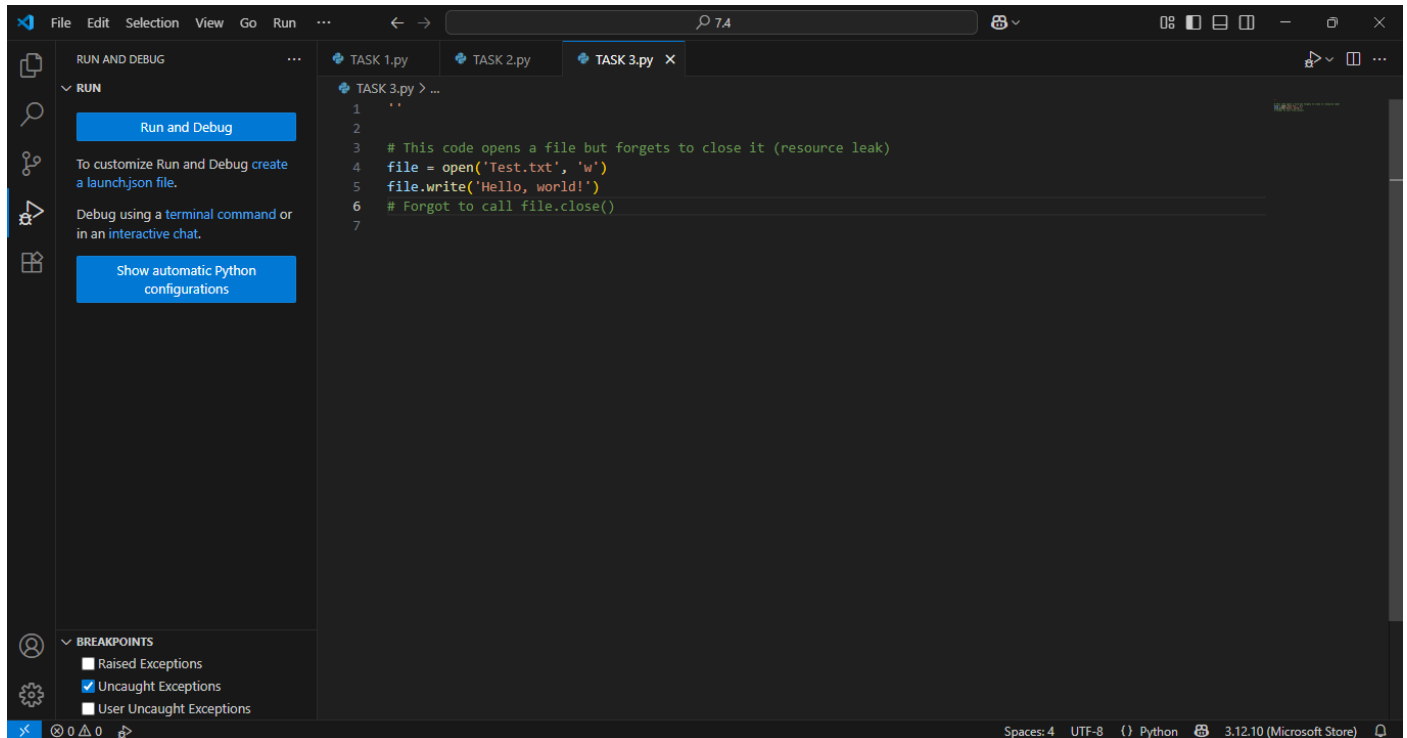 File Edit Selection View Go Run ··· 7.4
RUN AND DEBUG ···
RUN
Run and Debug
To customize Run and Debug create
a launch.json file.
Debug using a terminal command or
in an interactive chat.
Show automatic Python
configurations
BREAKPOINTS
Raised Exceptions
Uncaught Exceptions
User Uncaught Exceptions
TASK 1.py TASK 2.py TASK 3.py
TASK 3.py > ...
1 ''
2
3 # This code opens a file but forgets to close it (resource leak)
4 file = open('Test.txt', 'w')
5 file.write('Hello, world!')
6 # Forgot to call file.close()
7
0 0 Spaces: 4 UTF-8 {} Python 3.12.10 (Microsoft Store)